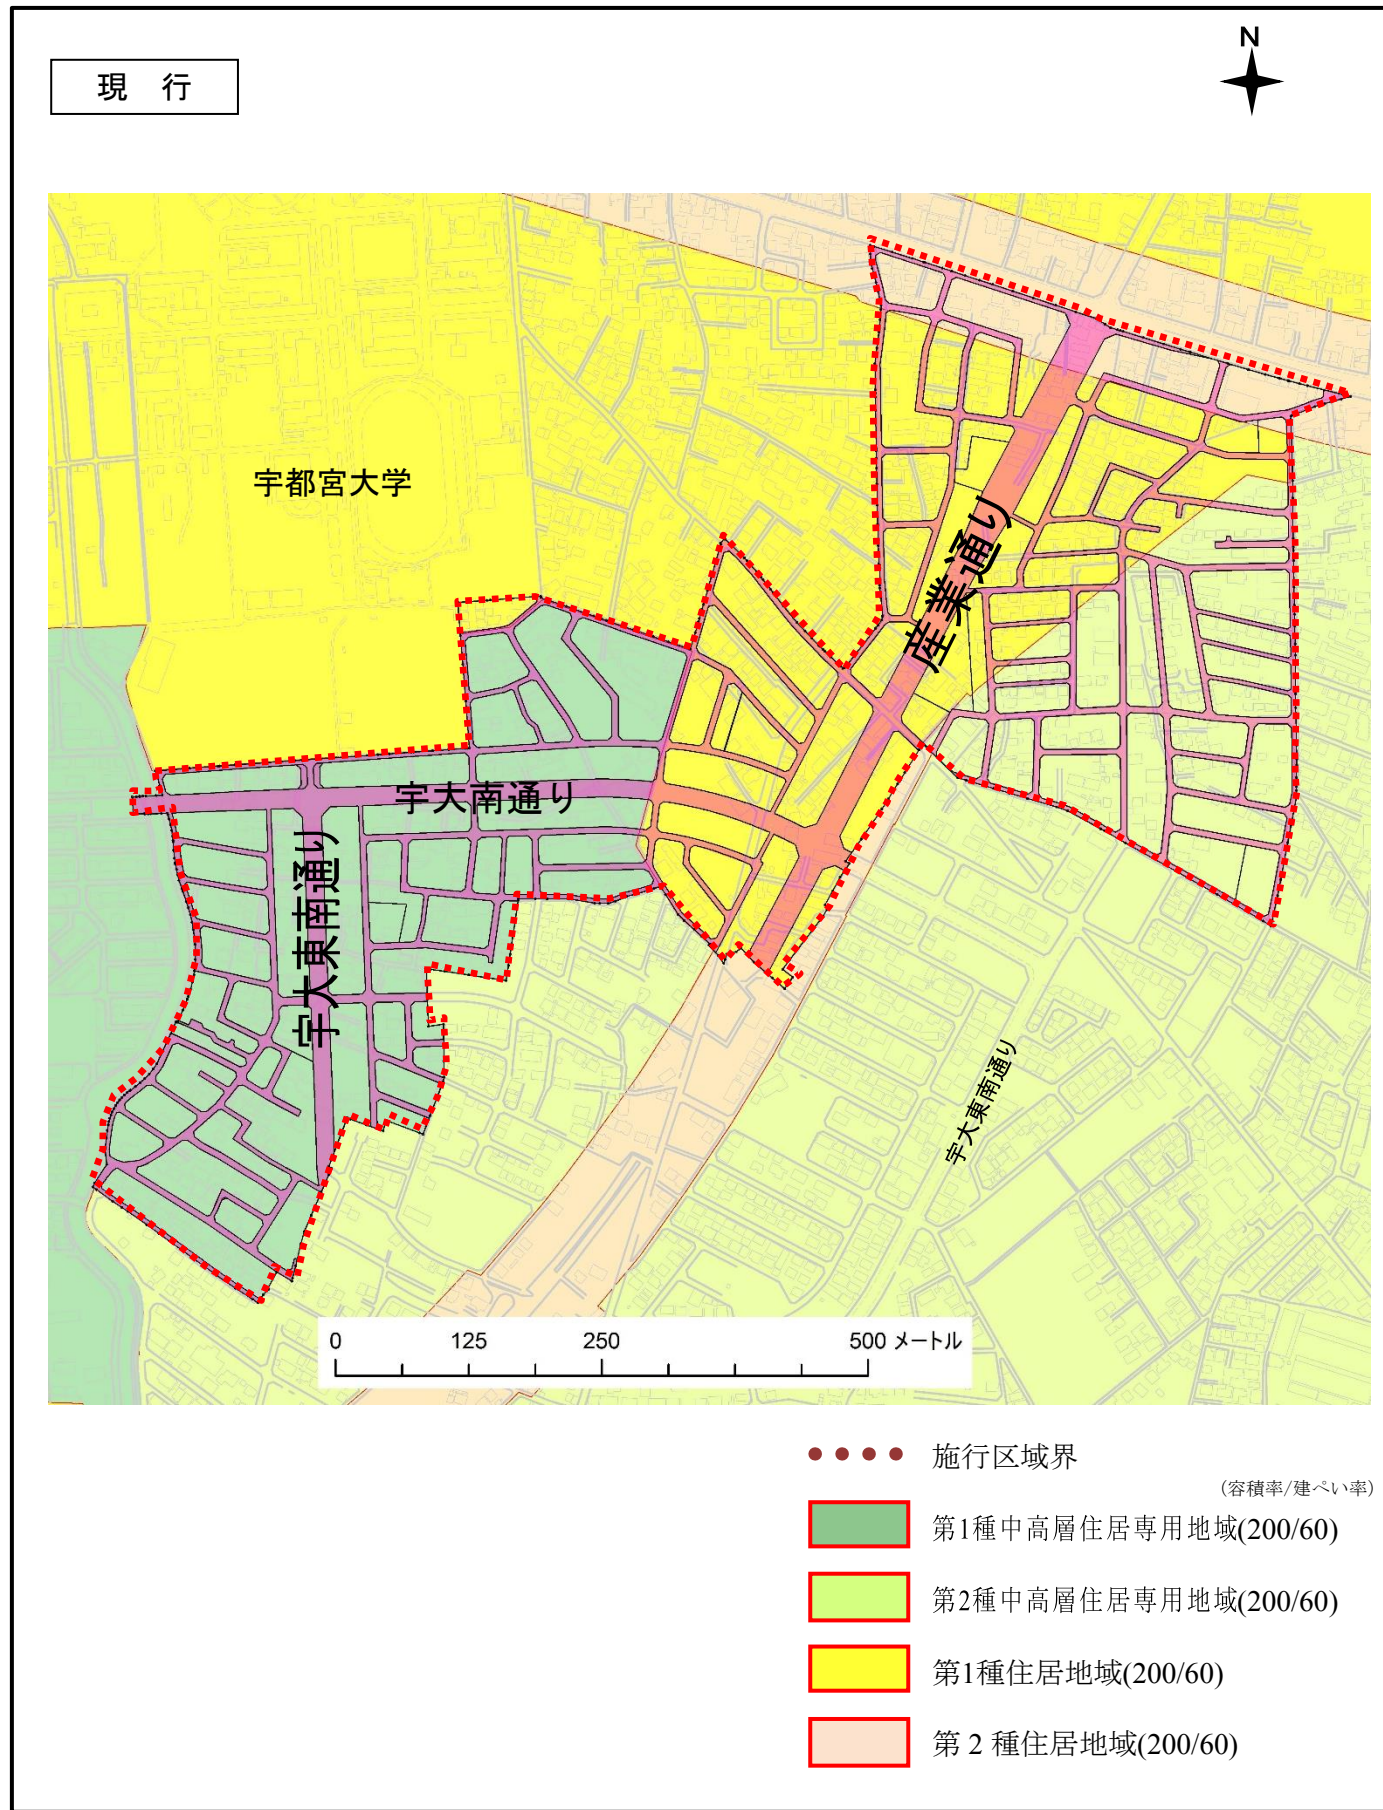 現 行
N
宇都宮大学
産業通り
宇大南通り
宇大東南通り
宇大東南通り
0 125 250 500 メートル
施行区域界
(容積率/建ぺい率)
第1種中高層住居専用地域(200/60)
第2種中高層住居専用地域(200/60)
第1種住居地域(200/60)
第２種住居地域(200/60)